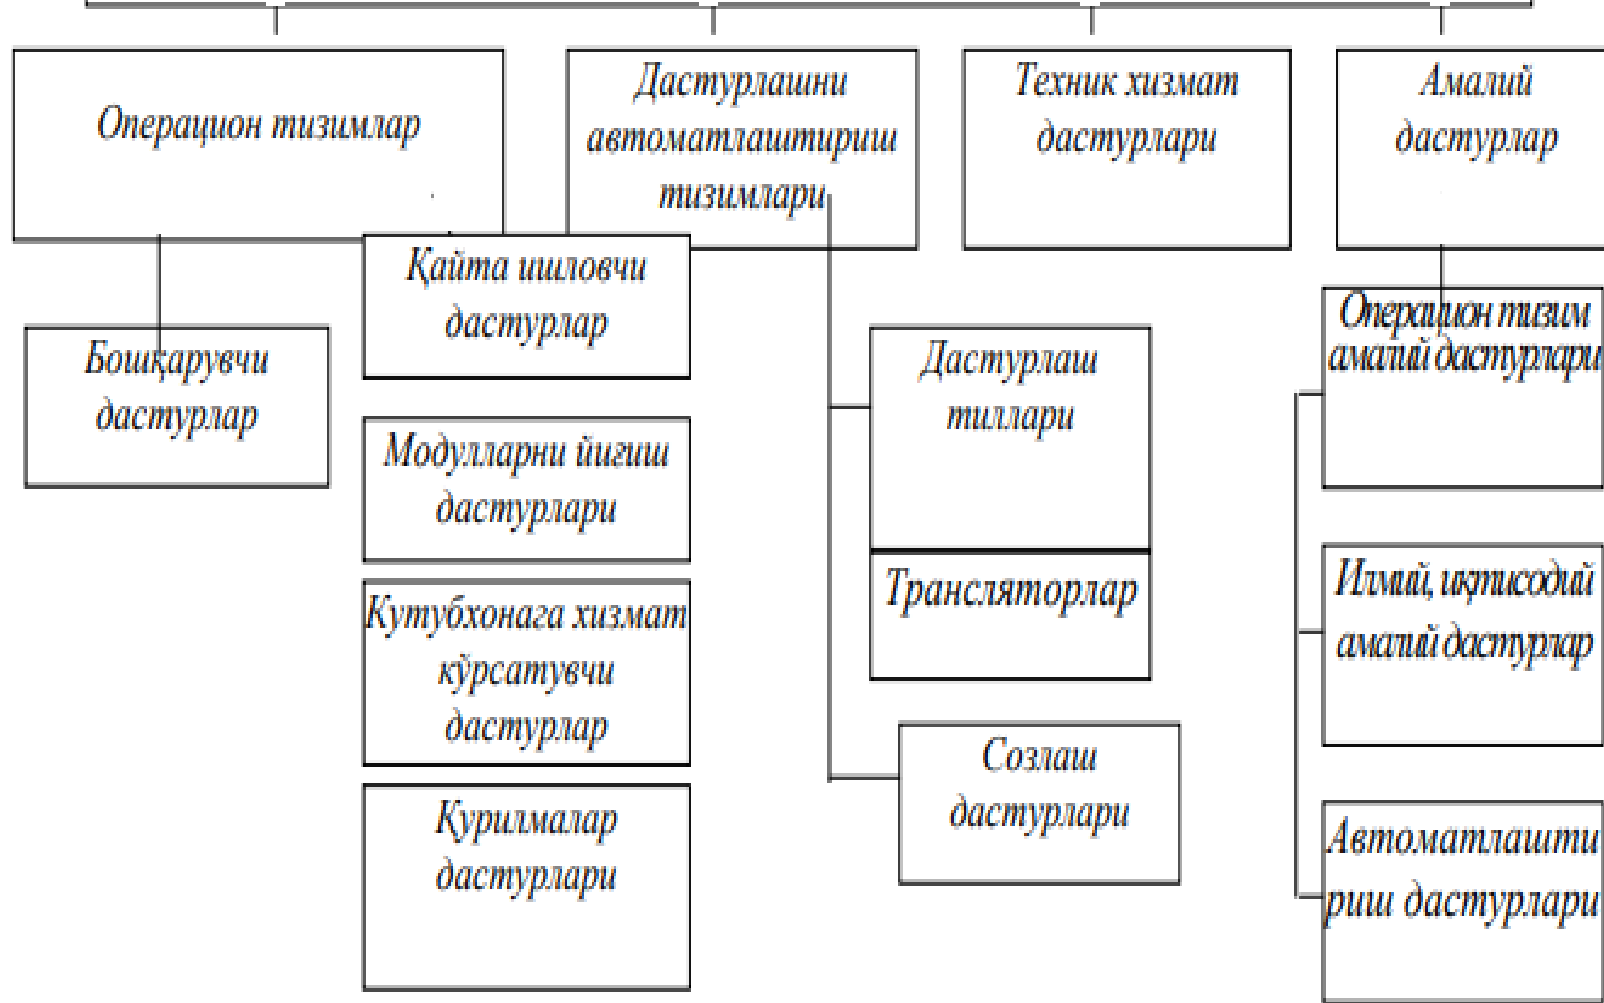 Операцион тизимлар
Дастурлашни
автоматлаштириш
тизимлари
Техник хизмат
дастурлари
Амалий
дастурлар
Бошқарувчи
дастурлар
Қайта ишловчи
дастурлар
Модулларни йиғиш
дастурлари
Кутубхонага хизмат
кўрсатувчи
дастурлар
Қурилмалар
дастурлари
Дастурлаш
тиллари
Трансляторлар
Созлаш
дастурлари
Операцион тизим
амалий дастурлари
Илмий, иқтисодий
амалий дастурлар
Автоматлашти
риш дастурлари